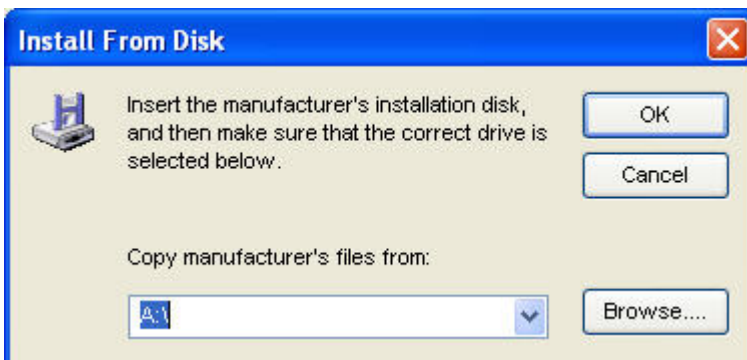 Install From Disk
Insert the manufacturer's installation disk,
and then make sure that the correct drive is
selected below.
OK
Cancel
Copy manufacturer's files from:
A:\
Browse....